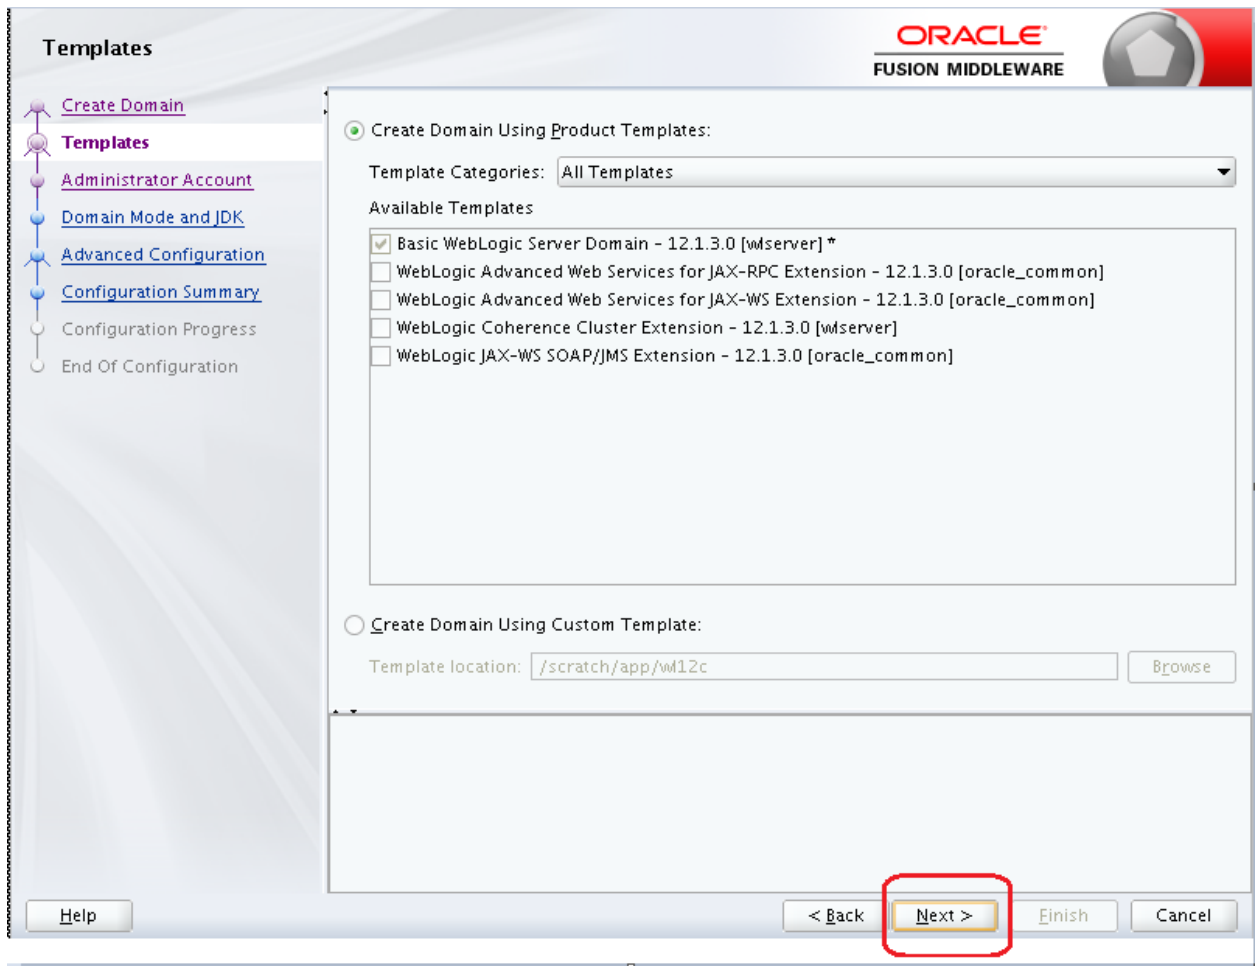 Templates
ORACLE
FUSION MIDDLEWARE
Create Domain
Templates
Administrator Account
Domain Mode and JDK
Advanced Configuration
Configuration Summary
Configuration Progress
End Of Configuration
Create Domain Using Product Templates:
Template Categories: All Templates
Available Templates
Basic WebLogic Server Domain - 12.1.3.0 [wlserver] *
WebLogic Advanced Web Services for JAX-RPC Extension - 12.1.3.0 [oracle_common]
WebLogic Advanced Web Services for JAX-WS Extension - 12.1.3.0 [oracle_common]
WebLogic Coherence Cluster Extension - 12.1.3.0 [wlserver]
WebLogic JAX-WS SOAP/JMS Extension - 12.1.3.0 [oracle_common]
Create Domain Using Custom Template:
Template location: /scratch/app/wl12c Browse
Help < Back Next > Finish Cancel